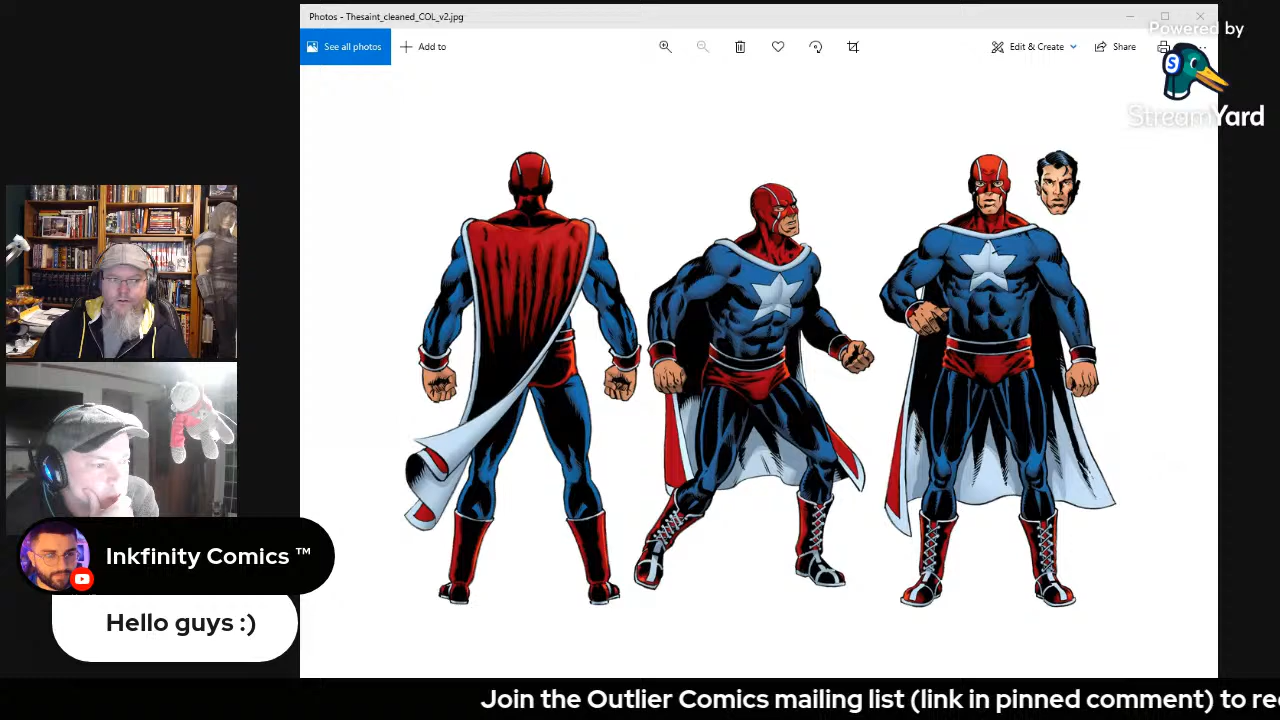 Photos - Thesaint_cleaned_COL_v2.jpg
See all photos
Add to
Edit & Create
Share
Powered by
S
StreamYard
Inkfinity Comics ™
Hello guys :)
Join the Outlier Comics mailing list (link in pinned comment) to re